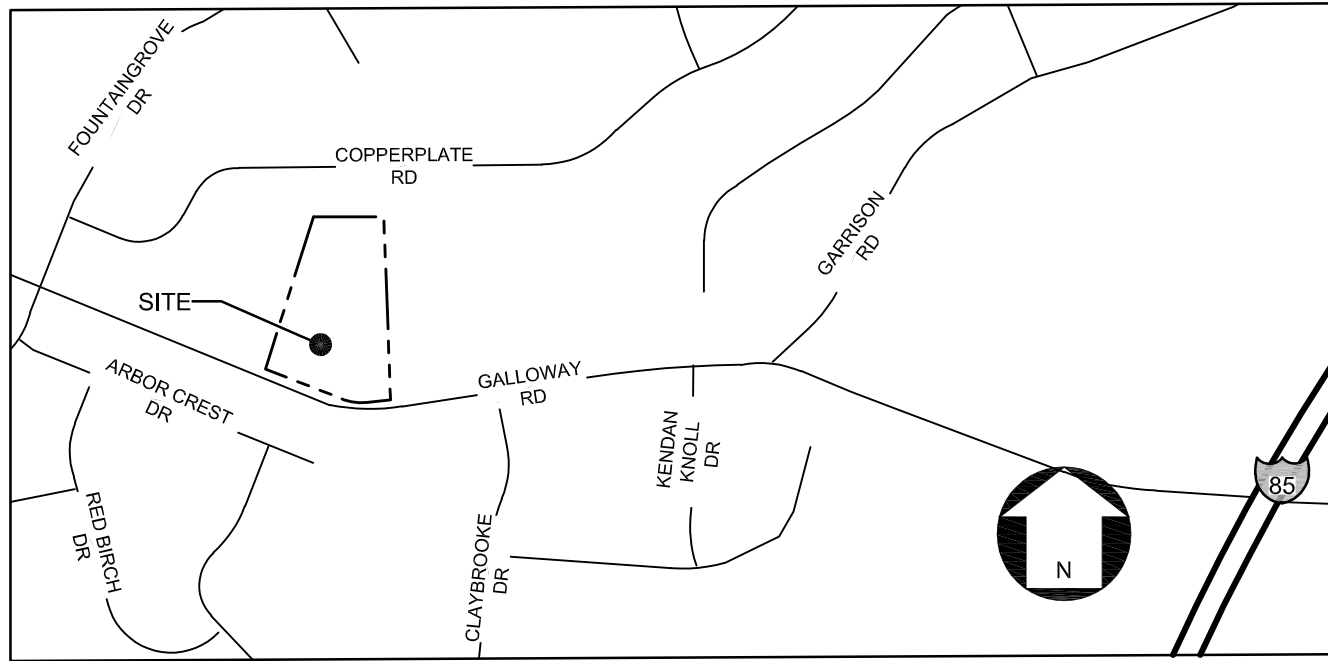 FOUNTAINGROVE
DR
COPPERPLATE
RD
GARRISON
RD
SITE
ARBOR CREST
DR
GALLOWAY
RD
KENDAN
KNOLL
DR
85
RED BIRCH
DR
CLAYBROOKE
DR
N